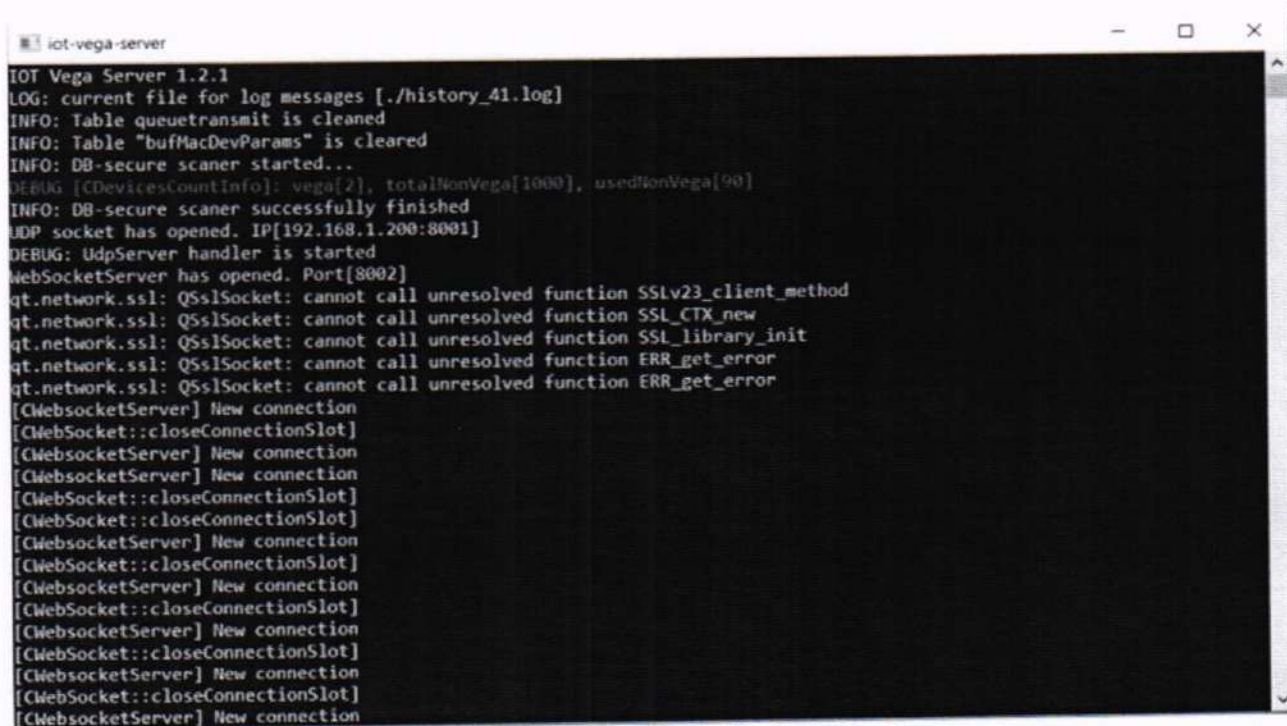 iot-vega-server
IOT Vega Server 1.2.1
LOG: current file for log messages [./history_41.log]
INFO: Table queuetransmit is cleaned
INFO: Table "bufMacDevParams" is cleared
INFO: DB-secure scaner started...
DEBUG [CDevicesCountInfo]: vega[2], totalNonVega[1000], usedNonVega[90]
INFO: DB-secure scaner successfully finished
UDP socket has opened. IP[192.168.1.200:8001]
DEBUG: UdpServer handler is started
WebSocketServer has opened. Port[8002]
qt.network.ssl: QSslSocket: cannot call unresolved function SSLv23_client_method
qt.network.ssl: QSslSocket: cannot call unresolved function SSL_CTX_new
qt.network.ssl: QSslSocket: cannot call unresolved function SSL_library_init
qt.network.ssl: QSslSocket: cannot call unresolved function ERR_get_error
qt.network.ssl: QSslSocket: cannot call unresolved function ERR_get_error
[CWebsocketServer] New connection
[CWebSocket::closeConnectionSlot]
[CWebsocketServer] New connection
[CWebsocketServer] New connection
[CWebSocket::closeConnectionSlot]
[CWebSocket::closeConnectionSlot]
[CWebsocketServer] New connection
[CWebSocket::closeConnectionSlot]
[CWebsocketServer] New connection
[CWebSocket::closeConnectionSlot]
[CWebsocketServer] New connection
[CWebSocket::closeConnectionSlot]
[CWebsocketServer] New connection
[CWebSocket::closeConnectionSlot]
[CWebsocketServer] New connection